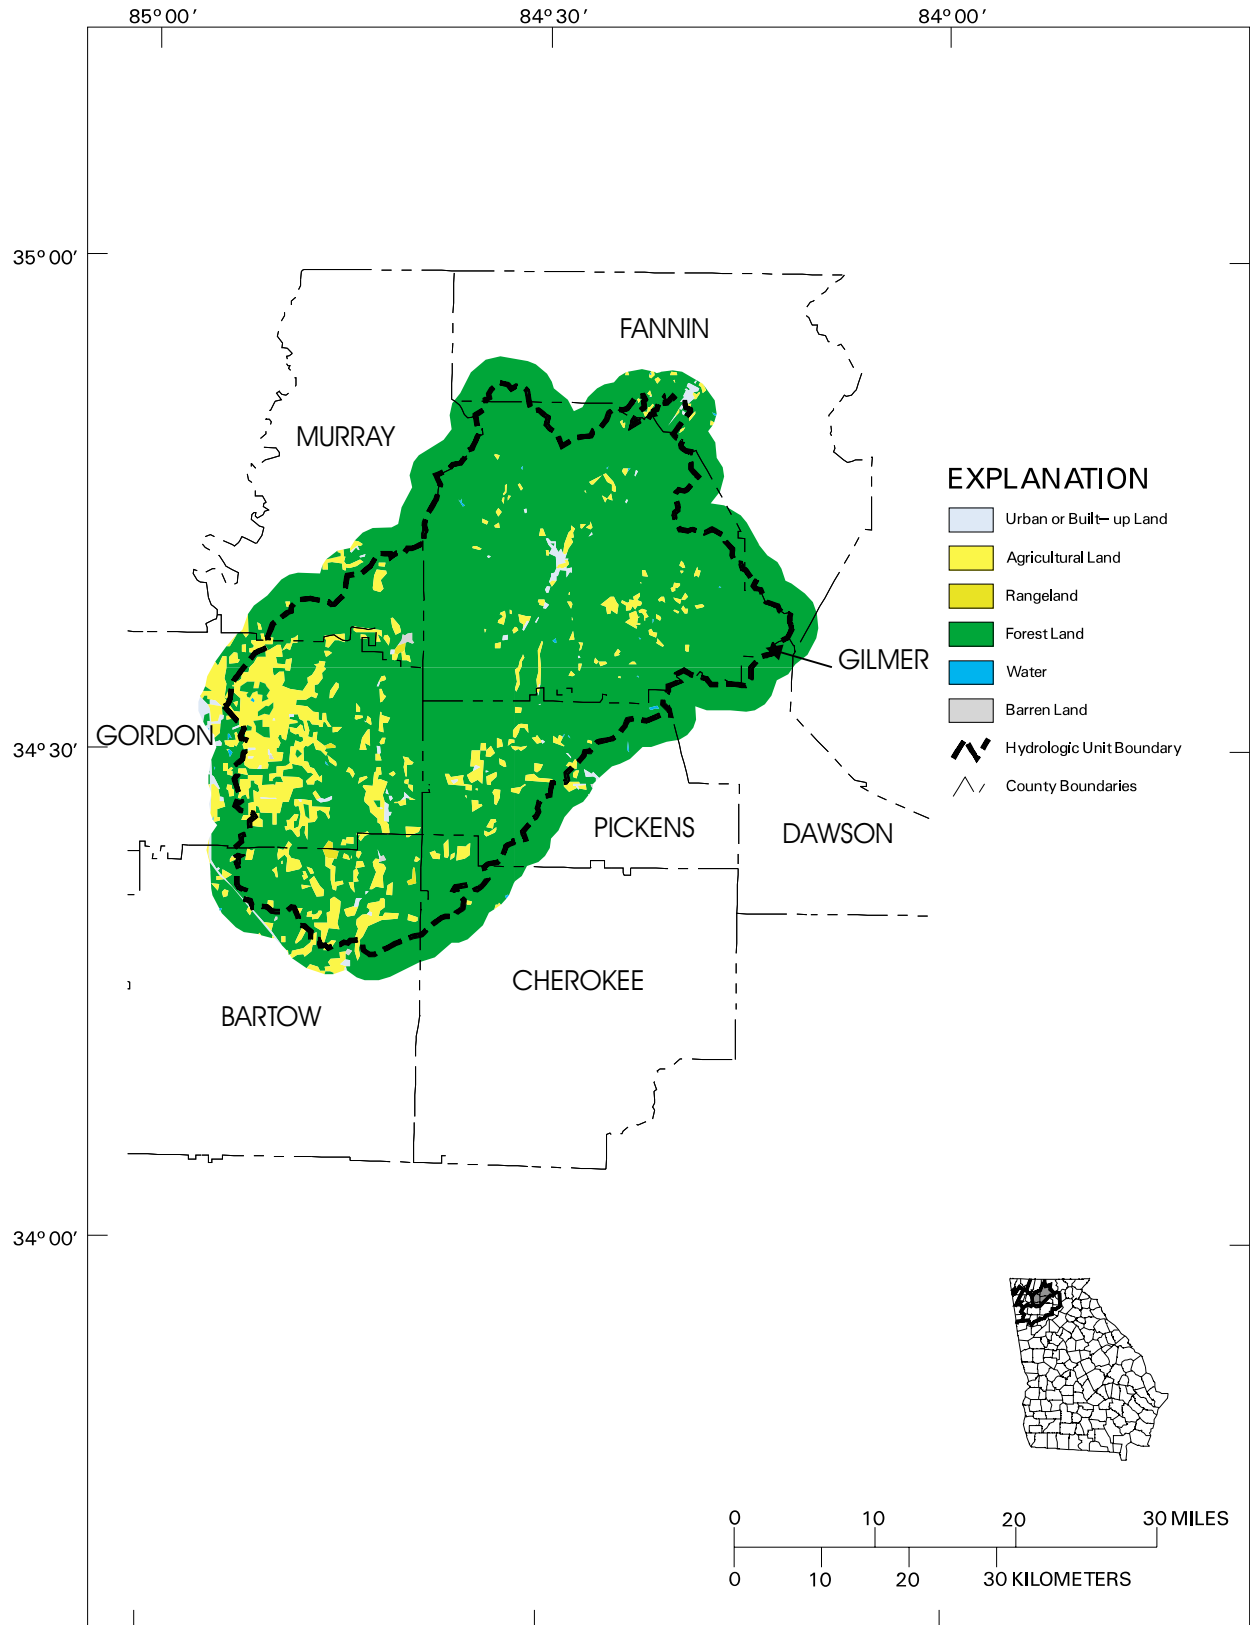 85° 00′ 84° 30′ 84° 00′
35° 00′
FANNIN
MURRAY
EXPLANATION
Urban or Built–up Land
Agricultural Land
Rangeland
Forest Land
GILMER
Water
Barren Land
GORDON
34° 30′
Hydrologic Unit Boundary
County Boundaries
PICKENS
DAWSON
CHEROKEE
BARTOW
34° 00′
0 10 20 30 MILES
0 10 20 30 KILOMETERS